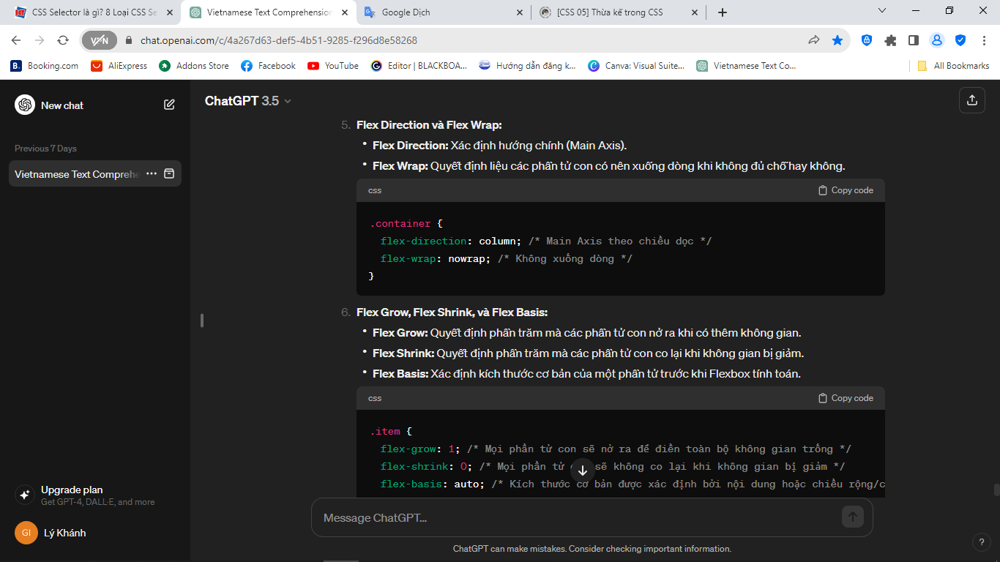 CSS Selector là gì? 8 Loại CSS Se
Vietnamese Text Comprehension
Google Dịch
[CSS 05] Thừa kế trong CSS
VPN
chat.openai.com/c/4a267d63-def5-4b51-9285-f296d8e58268
Booking.com
AliExpress
Addons Store
Facebook
YouTube
Editor | BLACKBOA...
Hướng dẫn đăng k...
Canva: Visual Suite...
Vietnamese Text Co...
All Bookmarks
New chat
Previous 7 Days
Vietnamese Text Comprehe
Upgrade plan
Get GPT-4, DALL·E, and more
GI
Lý Khánh
ChatGPT 3.5
5. Flex Direction và Flex Wrap:
• Flex Direction: Xác định hướng chính (Main Axis).
• Flex Wrap: Quyết định liệu các phần tử con có nên xuống dòng khi không đủ chỗ hay không.
css
Copy code
.container {
flex-direction: column; /* Main Axis theo chiều dọc */
flex-wrap: nowrap; /* Không xuống dòng */
}
6. Flex Grow, Flex Shrink, và Flex Basis:
• Flex Grow: Quyết định phần trăm mà các phần tử con nở ra khi có thêm không gian.
• Flex Shrink: Quyết định phần trăm mà các phần tử con co lại khi không gian bị giảm.
• Flex Basis: Xác định kích thước cơ bản của một phần tử trước khi Flexbox tính toán.
css
Copy code
.item {
flex-grow: 1; /* Mọi phần tử con sẽ nở ra để điền toàn bộ không gian trống */
flex-shrink: 0; /* Mọi phần tử sẽ không co lại khi không gian bị giảm */
flex-basis: auto; /* Kích thước cơ bản được xác định bởi nội dung hoặc chiều rộng/c
Message ChatGPT...
ChatGPT can make mistakes. Consider checking important information.
?